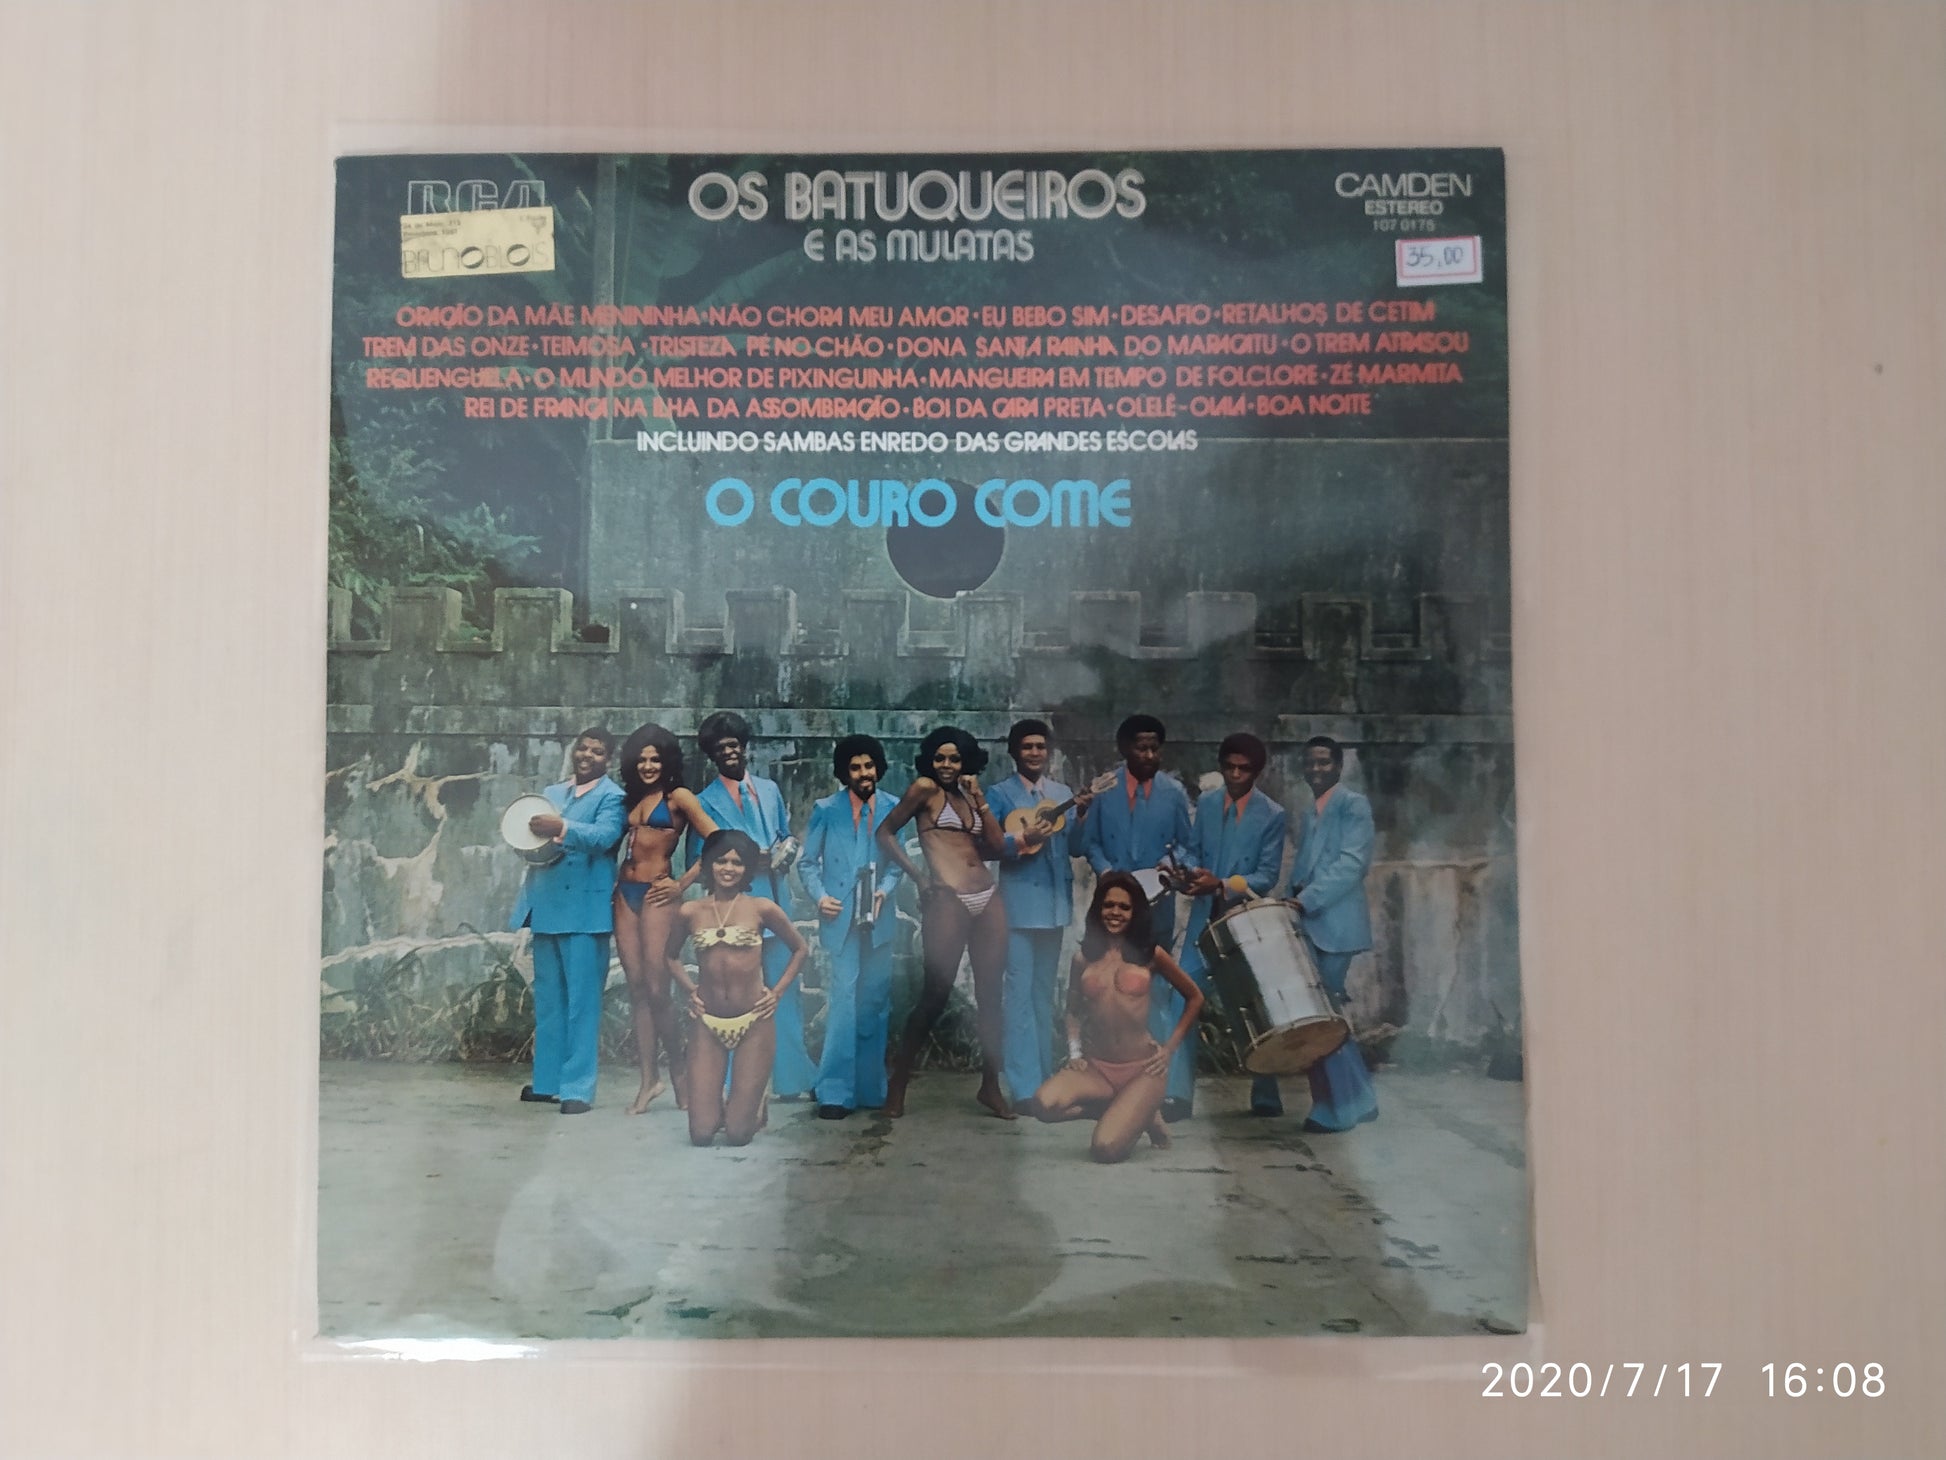 RCA
OS BATUQUEIROS
E AS MULATAS
CAMDEN
ESTEREO
107 0175
BRUNO BLOIS
35,00
ORAÇÃO DA MÃE MENININHA • NÃO CHORA MEU AMOR • EU BEBO SIM • DESAFIO • RETALHOS DE CETIM
TREM DAS ONZE • TEIMOSA • TRISTEZA PÉ NO CHÃO • DONA SANTA RAINHA DO MARACATU • O TREM ATRASOU
REQUENGUELA • O MUNDO MELHOR DE PIXINGUINHA • MANGUEIRA EM TEMPO DE FOLCLORE • ZÉ MARMITA
REI DE FRANÇA NA ILHA DA ASSOMBRAÇÃO • BOI DA CARA PRETA • OLELÊ-OLALÁ • BOA NOITE
INCLUINDO SAMBAS ENREDO DAS GRANDES ESCOLAS
O COURO COME
2020/7/17 16:08